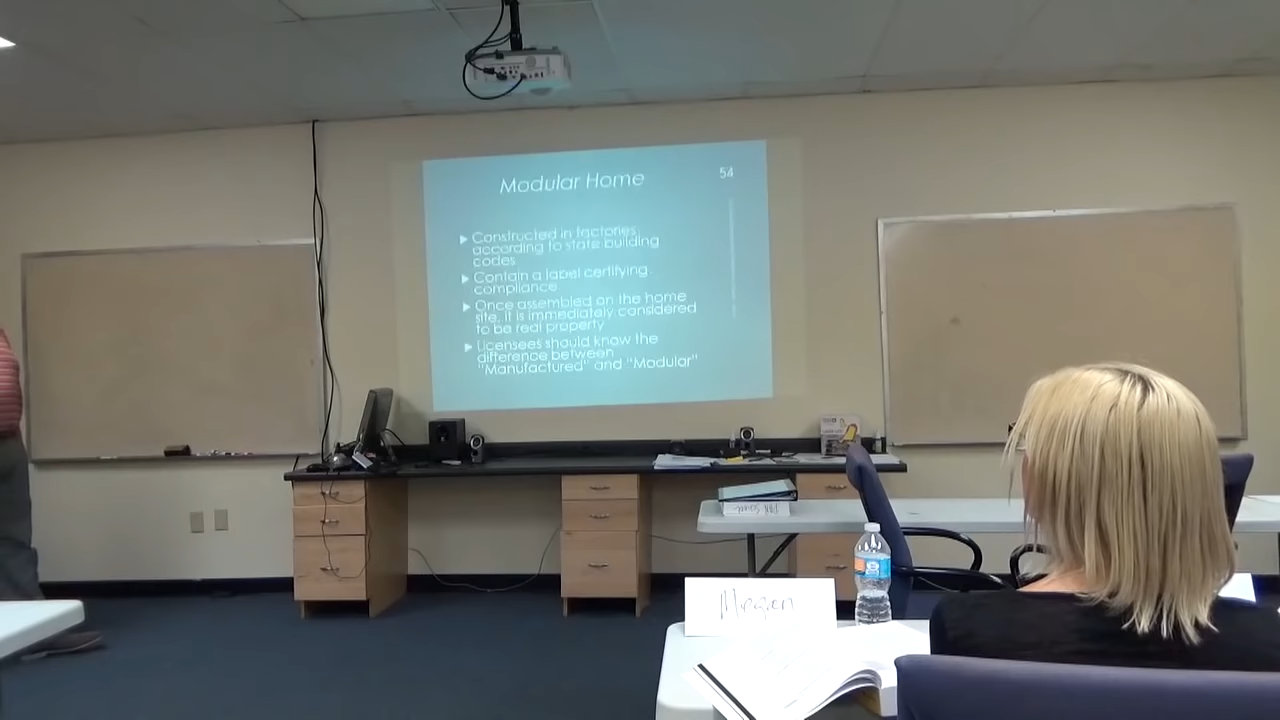 Modular Home
54
Constructed in factories
according to state building
codes
Contain a label certifying
compliance
Once assembled on the home
site, it is immediately considered
to be real property
Licensees should know the
difference between
"Manufactured" and "Modular"
Megan